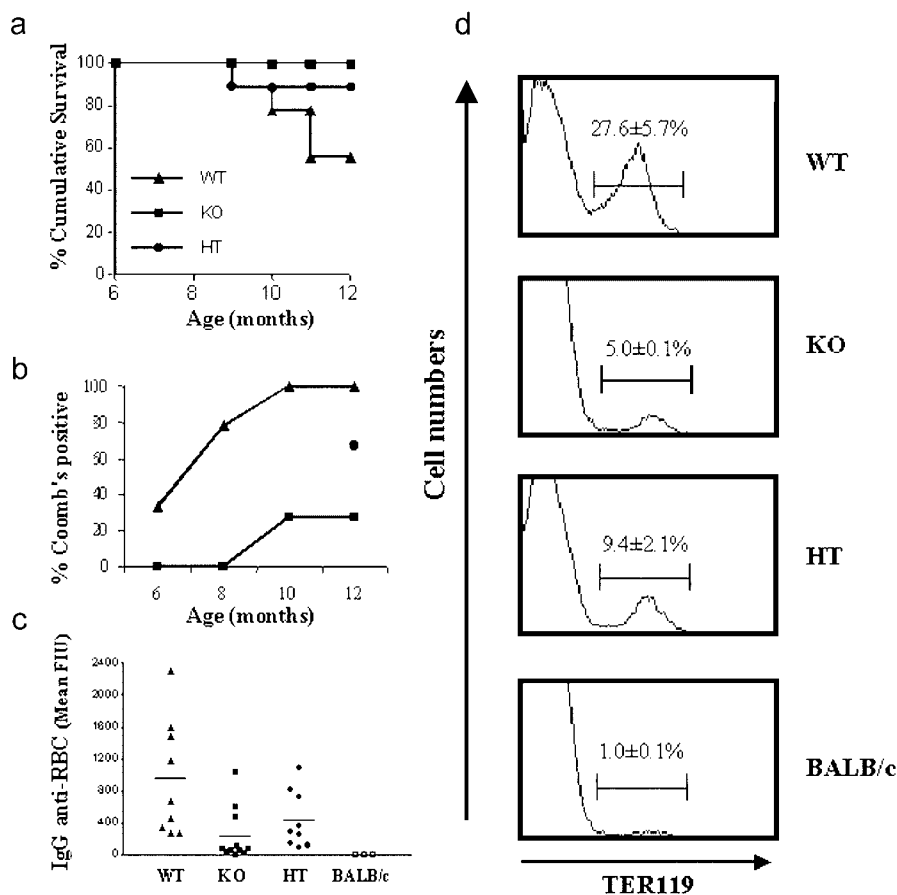 a
% Cumulative Survival
100
80
60
40
20
0
WT
KO
HT
6
8
10
12
Age (months)
b
% Coomb's positive
100
80
60
40
20
0
6
8
10
12
Age (months)
c
IgG anti-RBC (Mean FIU)
2400
2000
1600
1200
800
400
0
WT
KO
HT
BALB/c
d
Cell numbers
27.6±5.7%
WT
5.0±0.1%
KO
9.4±2.1%
HT
1.0±0.1%
BALB/c
TER119